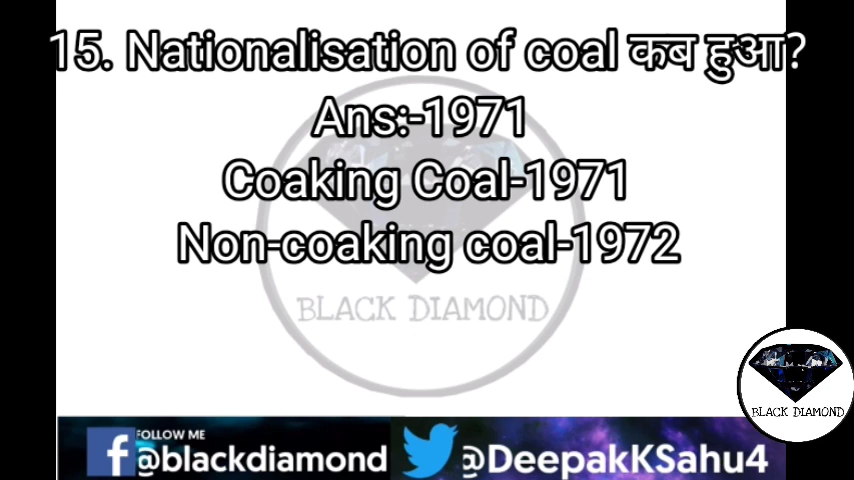 15. Nationalisation of coal कब हुआ?
Ans:-1971
Coaking Coal-1971
Non-coaking coal-1972
BLACK DIAMOND
BLACK DIAMOND
FOLLOW ME
@blackdiamond
@DeepakKSahu4